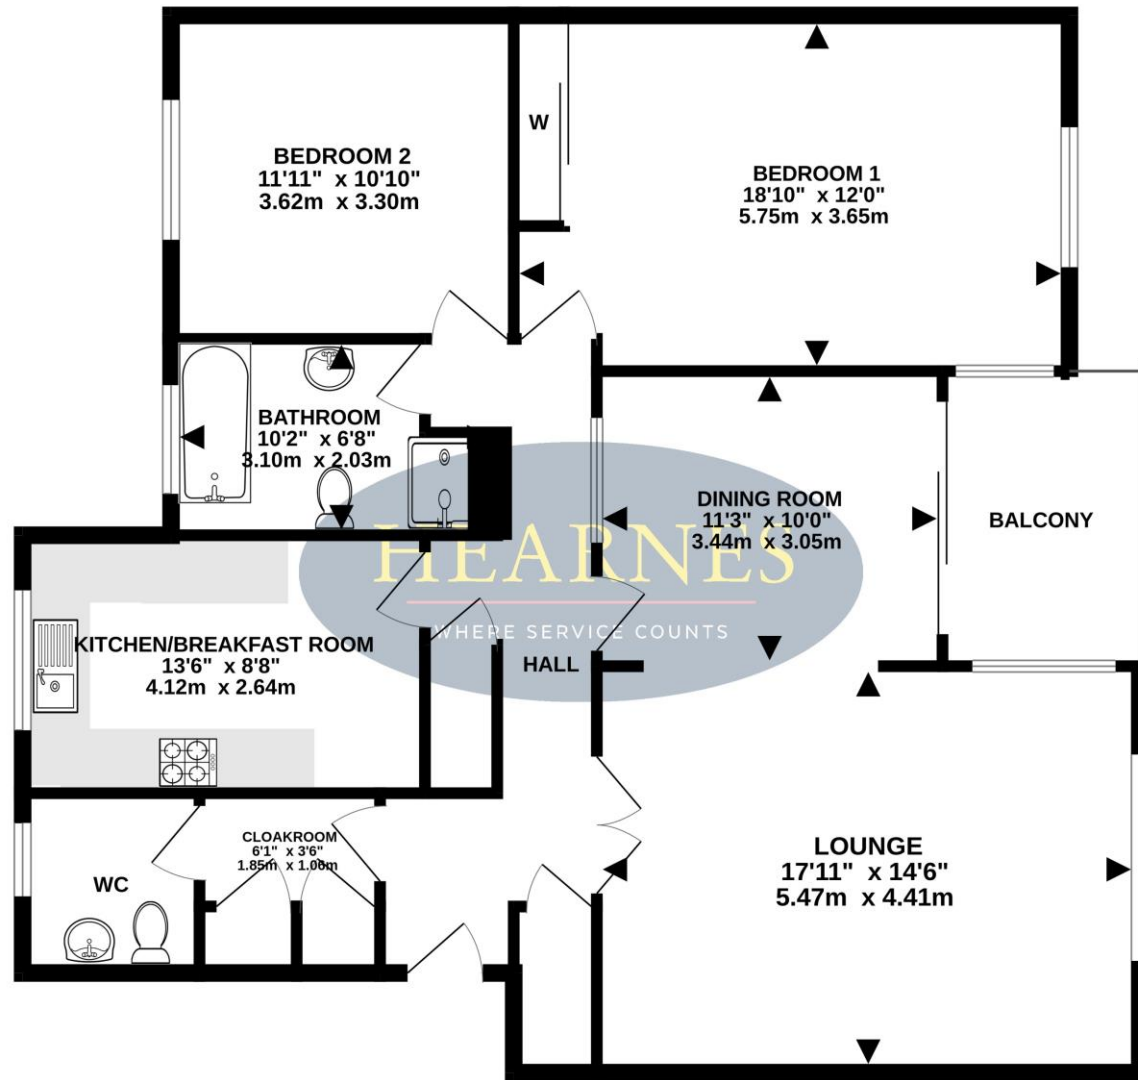 BEDROOM 2
11'11" x 10'10"
3.62m x 3.30m
W
BEDROOM 1
18'10" x 12'0"
5.75m x 3.65m
BATHROOM
10'2" x 6'8"
3.10m x 2.03m
DINING ROOM
11'3" x 10'0"
3.44m x 3.05m
BALCONY
HEARNES
WHERE SERVICE COUNTS
KITCHEN/BREAKFAST ROOM
13'6" x 8'8"
4.12m x 2.64m
HALL
CLOAKROOM
6'1" x 3'6"
1.85m x 1.06m
WC
LOUNGE
17'11" x 14'6"
5.47m x 4.41m